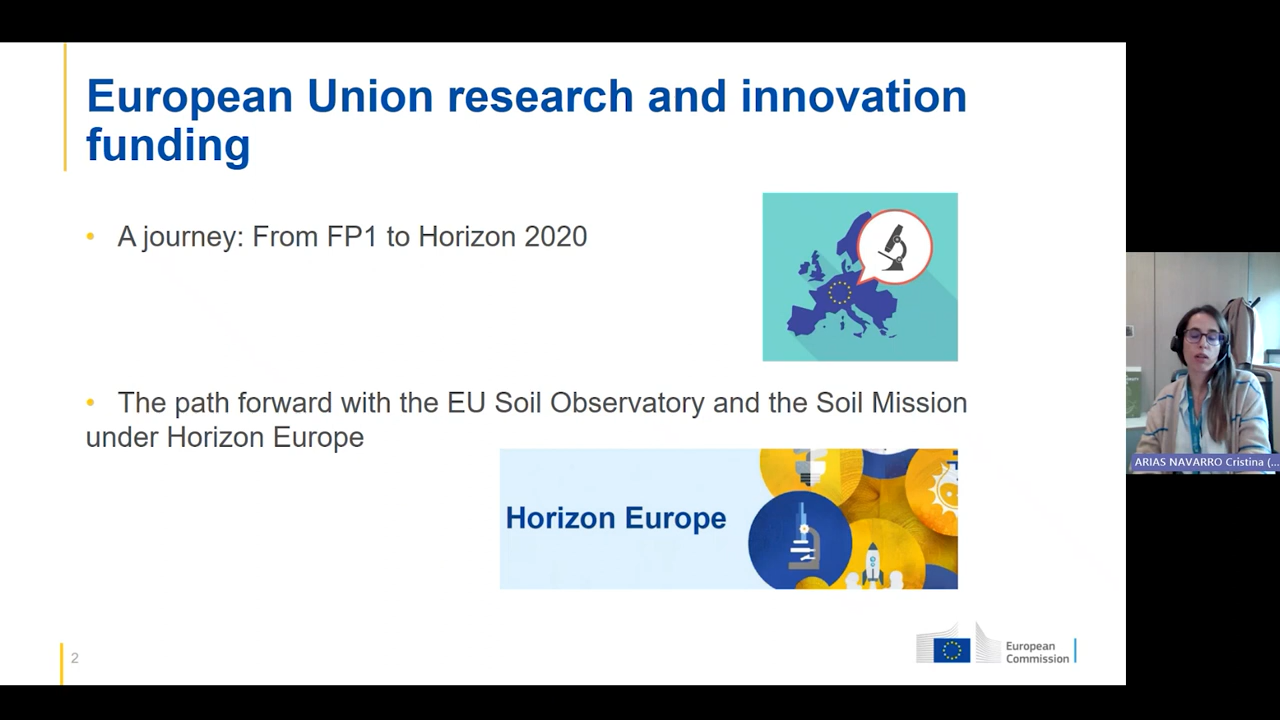 European Union research and innovation
funding
• A journey: From FP1 to Horizon 2020
• The path forward with the EU Soil Observatory and the Soil Mission
under Horizon Europe
Horizon Europe
ARIAS NAVARRO Cristina (...
2
European
Commission